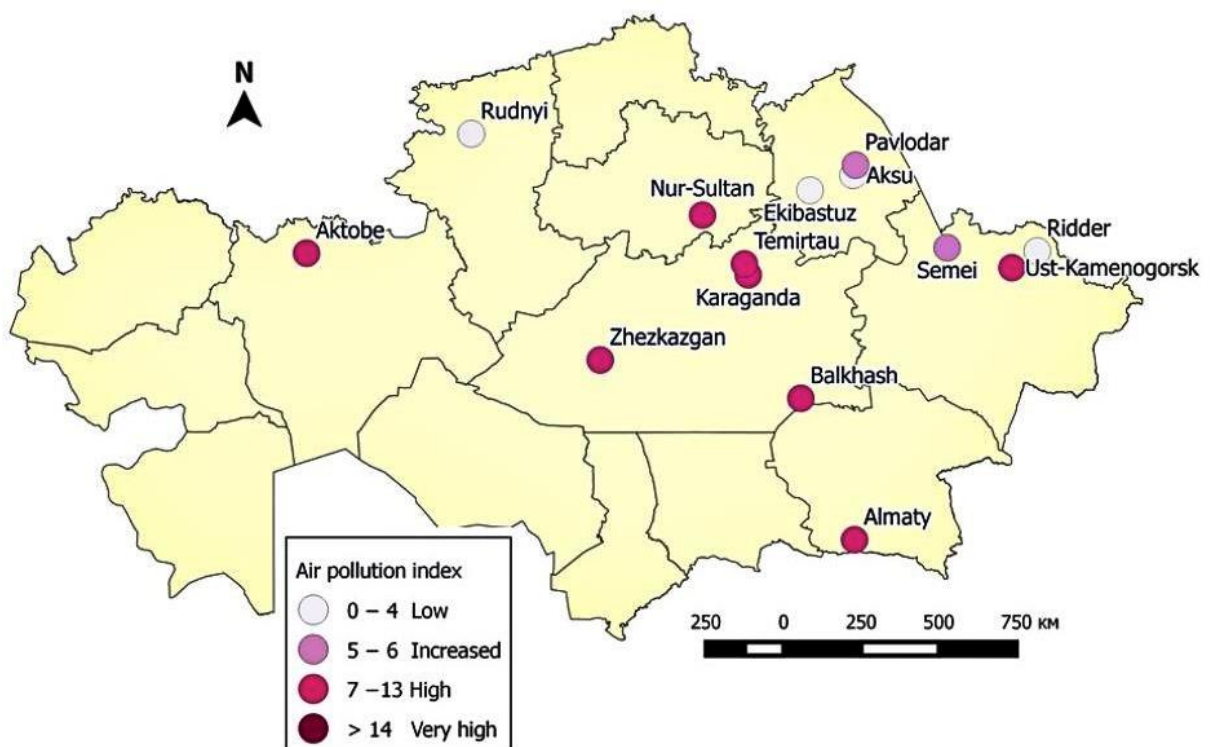 N
Rudnyi
Pavlodar
Aksu
Nur-Sultan
Ekibastuz
Ridder
Aktobe
Temirtau
Semei
Ust-Kamenogorsk
Karaganda
Zhezkazgan
Balkhash
Almaty
Air pollution index
0 – 4 Low
5 – 6 Increased
7 –13 High
> 14 Very high
250 0 250 500 750 км